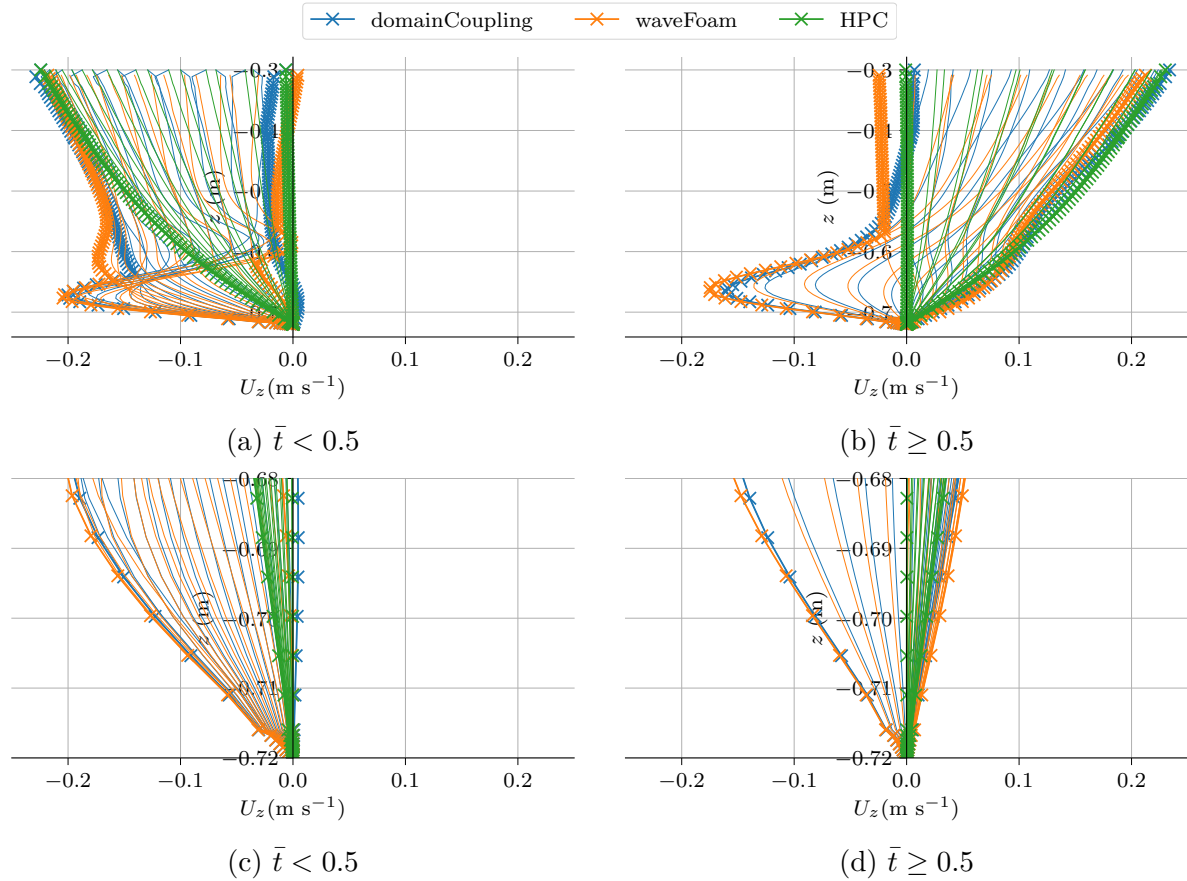 domainCoupling waveFoam HPC
−0.3
z (m)
−0.6
−0.2 −0.1 0.0 0.1 0.2
U_z(m s⁻¹)
(a) t̄ < 0.5
−0.3
−0.4
z (m)
−0.6
−0.7
−0.2 −0.1 0.0 0.1 0.2
U_z(m s⁻¹)
(b) t̄ ≥ 0.5
−0.68
−0.69
z (m)
−0.70
−0.71
−0.72
−0.2 −0.1 0.0 0.1 0.2
U_z(m s⁻¹)
(c) t̄ < 0.5
−0.68
−0.69
−0.70
z (m)
−0.71
−0.72
−0.2 −0.1 0.0 0.1 0.2
U_z(m s⁻¹)
(d) t̄ ≥ 0.5